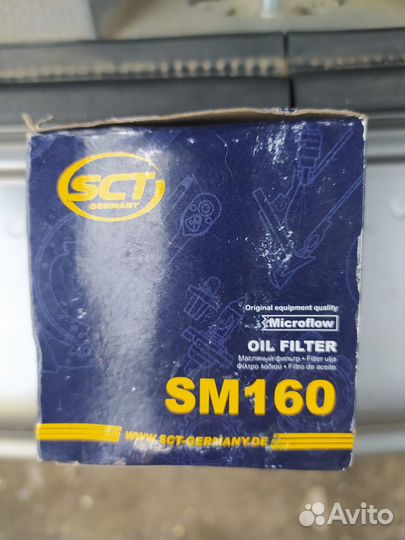 SCT
GERMANY
Original equipment quality
Microflow
OIL FILTER
Масляный фильтр • Filter ulja
Φίλτρο λαδιού • Filtro de aceite
SM160
WWW.SCT-GERMANY.DE
Avito